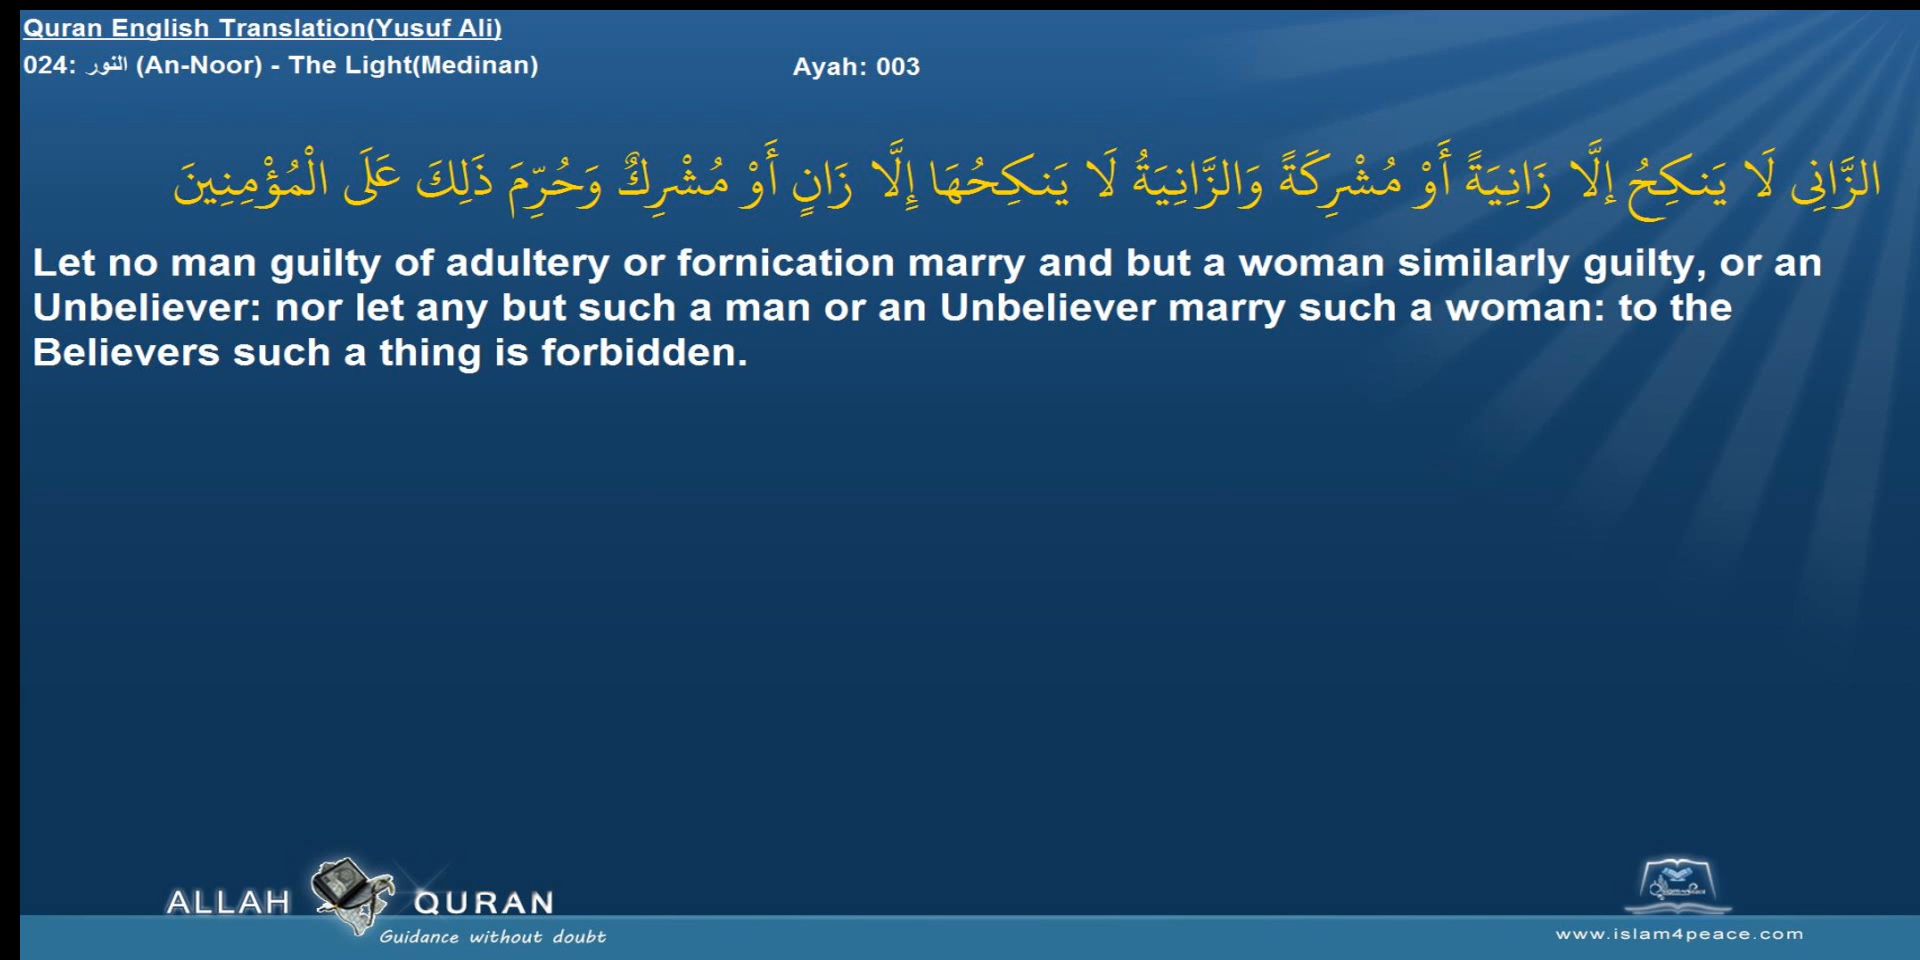 Quran English Translation(Yusuf Ali)
024: النور (An-Noor) - The Light(Medinan) Ayah: 003
الزَّانِى لَا يَنكِحُ إلَّا زَانِيَةً أَوْ مُشْرِكَةً وَالزَّانِيَةُ لَا يَنكِحُهَا إِلَّا زَانٍ أَوْ مُشْرِكٌ وَحُرِّمَ ذَلِكَ عَلَى الْمُؤْمِنِينَ
Let no man guilty of adultery or fornication marry and but a woman similarly guilty, or an
Unbeliever: nor let any but such a man or an Unbeliever marry such a woman: to the
Believers such a thing is forbidden.
ALLAH QURAN
Guidance without doubt
www.islam4peace.com